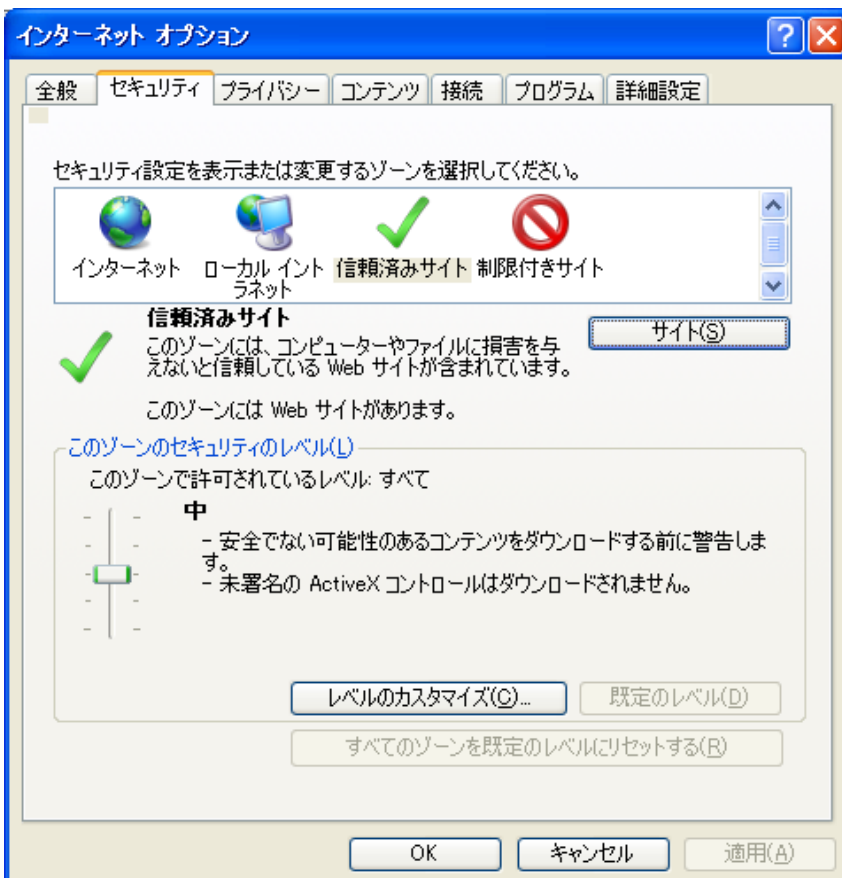 インターネット オプション
全般 セキュリティ プライバシー コンテンツ 接続 プログラム 詳細設定
セキュリティ設定を表示または変更するゾーンを選択してください。
インターネット
ローカル イント
ラネット
信頼済みサイト
制限付きサイト
信頼済みサイト
サイト(S)
このゾーンには、コンピューターやファイルに損害を与
えないと信頼している Web サイトが含まれています。
このゾーンには Web サイトがあります。
このゾーンのセキュリティのレベル(L)
このゾーンで許可されているレベル: すべて
中
- 安全でない可能性のあるコンテンツをダウンロードする前に警告しま
す。
- 未署名の ActiveX コントロールはダウンロードされません。
レベルのカスタマイズ(C)... 既定のレベル(D)
すべてのゾーンを既定のレベルにリセットする(R)
OK キャンセル 適用(A)